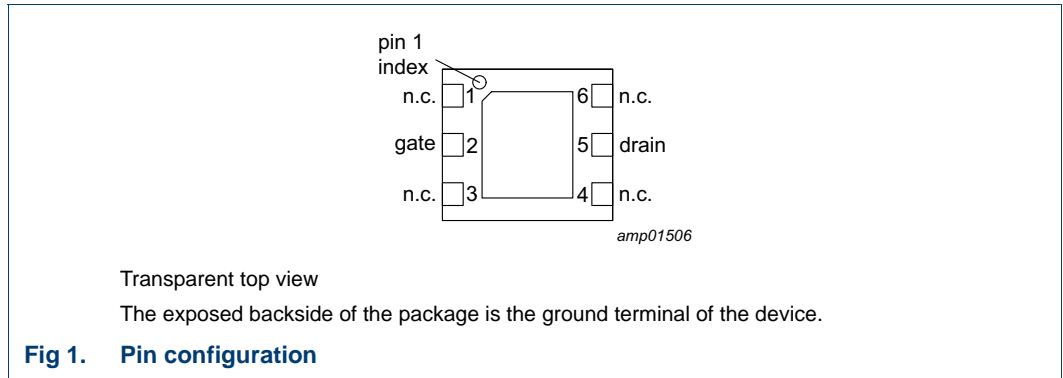 pin 1
index
n.c. 1 6 n.c.
gate 2 5 drain
n.c. 3 4 n.c.
amp01506
Transparent top view
The exposed backside of the package is the ground terminal of the device.
Fig 1. Pin configuration